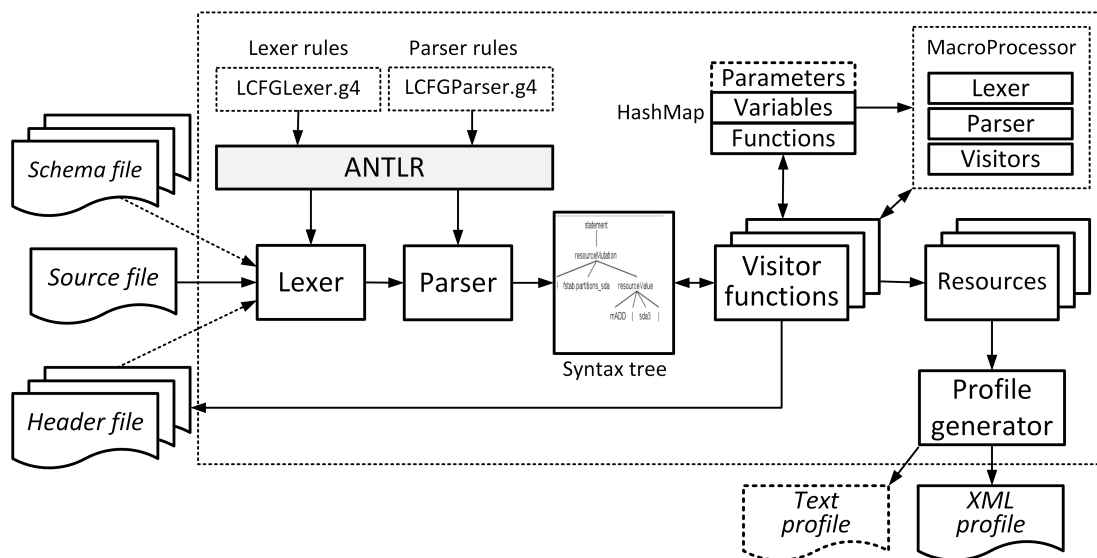 Lexer rules
Parser rules
LCFGLexer.g4
LCFGParser.g4
ANTLR
Schema file
Source file
Header file
Lexer
Parser
statement
resourceMutation
fstab.partitions_sda
resourceValue
mADD
(
sda3
)
Syntax tree
HashMap
Parameters
Variables
Functions
MacroProcessor
Lexer
Parser
Visitors
Visitor
functions
Resources
Profile
generator
Text
profile
XML
profile